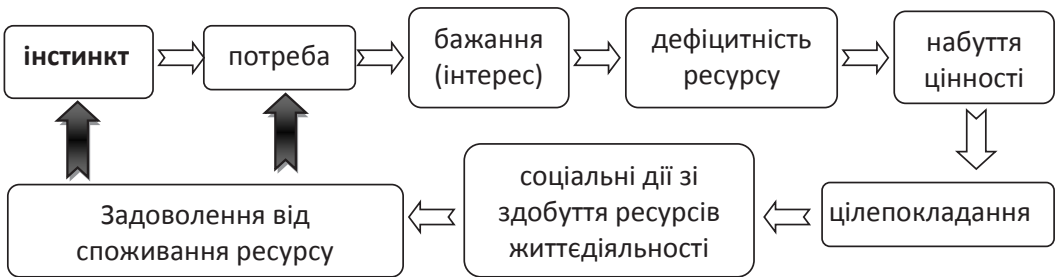 інстинкт
потреба
бажання
(інтерес)
дефіцитність
ресурсу
набуття
цінності
цілепокладання
соціальні дії зі
здобуття ресурсів
життєдіяльності
Задоволення від
споживання ресурсу